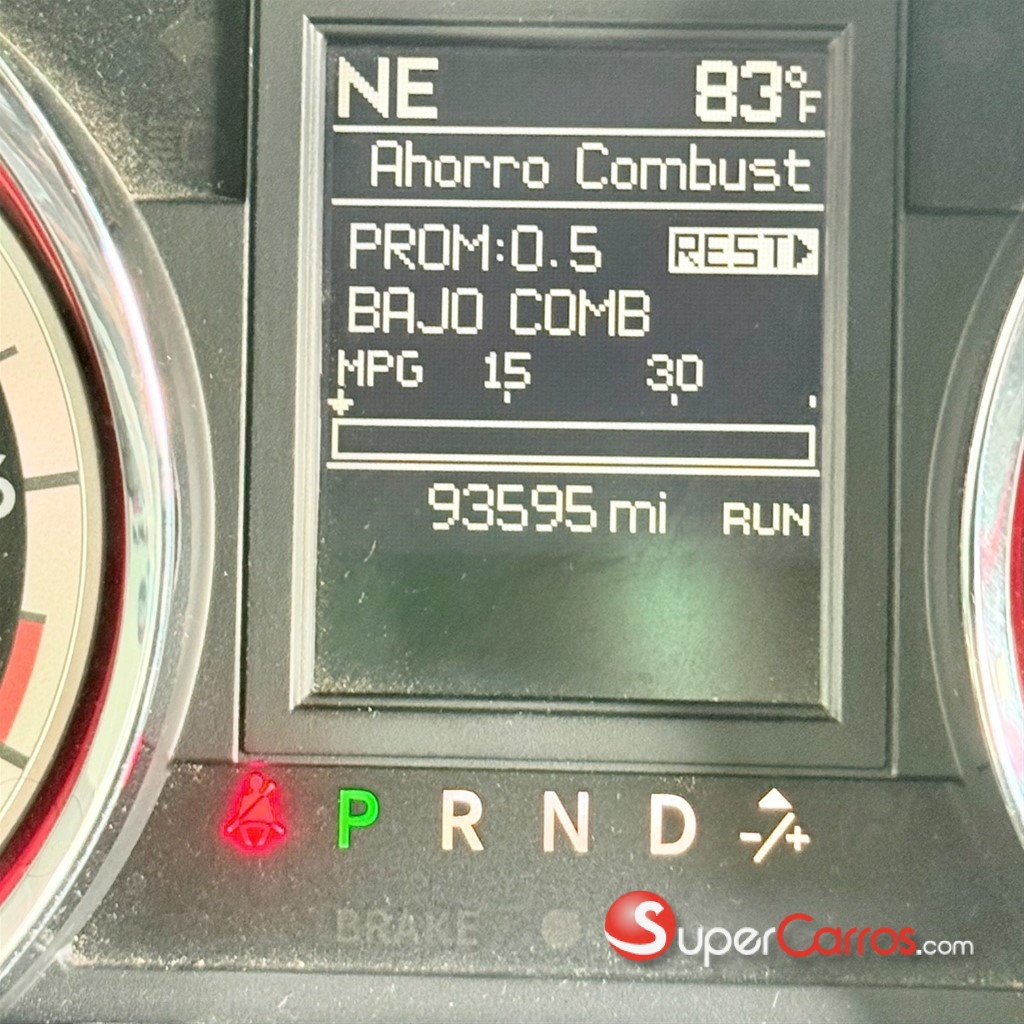 NE 83°F
Ahorro Combust
PROM:0.5 REST
BAJO COMB
MPG 15 30
93595 mi RUN
6
P R N D -/+
BRAKE
SuperCarros.com